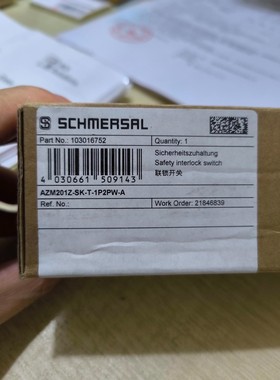 SCHMERSAL
Part No.: 103016752
Quantity: 1
Sicherheitszuhaltung
Safety interlock switch
联锁开关
4 030661 509143
AZM201Z-SK-T-1P2PW-A
Ref. No.:
Work Order: 21846839